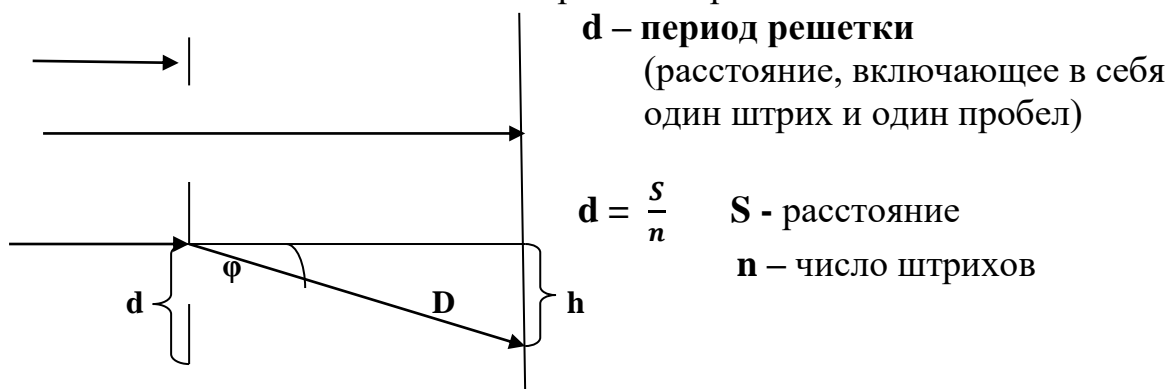 d – период решетки
(расстояние, включающее в себя
один штрих и один пробел)
d = S/n S - расстояние
n – число штрихов
φ
d
D
h